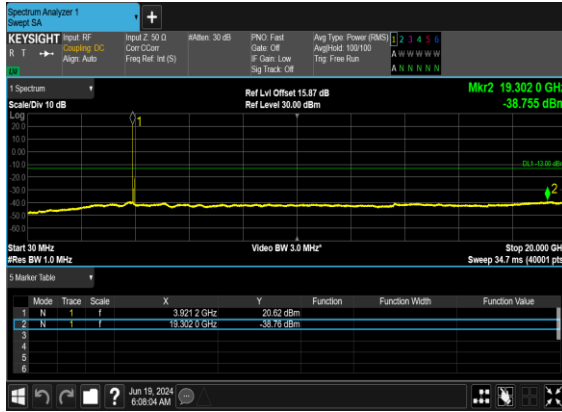 Spectrum Analyzer 1
Swept SA
+
KEYSIGHT Input: RF Input Z: 50 Ω #Atten: 30 dB PNO: Fast Avg Type: Power (RMS) 1 2 3 4 5 6
R T Coupling: DC Corr CCorr Gate: Off Avg|Hold: 100/100 A W W W W W
Align: Auto Freq Ref: Int (S) IF Gain: Low Trig: Free Run
LU Sig Track: Off A N N N N N
1 Spectrum Ref Lvl Offset 15.87 dB Mkr2 19.302 0 GHz
Scale/Div 10 dB Ref Level 30.00 dBm -38.755 dBm
Log
20.0 1
10.0
0.00
-10.0 DL1 -13.00 dBm
-20.0
-30.0 2
-40.0
-50.0
-60.0
Start 30 MHz Video BW 3.0 MHz* Stop 20.000 GHz
#Res BW 1.0 MHz Sweep 34.7 ms (40001 pts)
5 Marker Table
Mode Trace Scale X Y Function Function Width Function Value
1 N 1 f 3.921 2 GHz 20.62 dBm
2 N 1 f 19.302 0 GHz -38.76 dBm
3
4
5
6
? Jun 19, 2024
6:08:04 AM